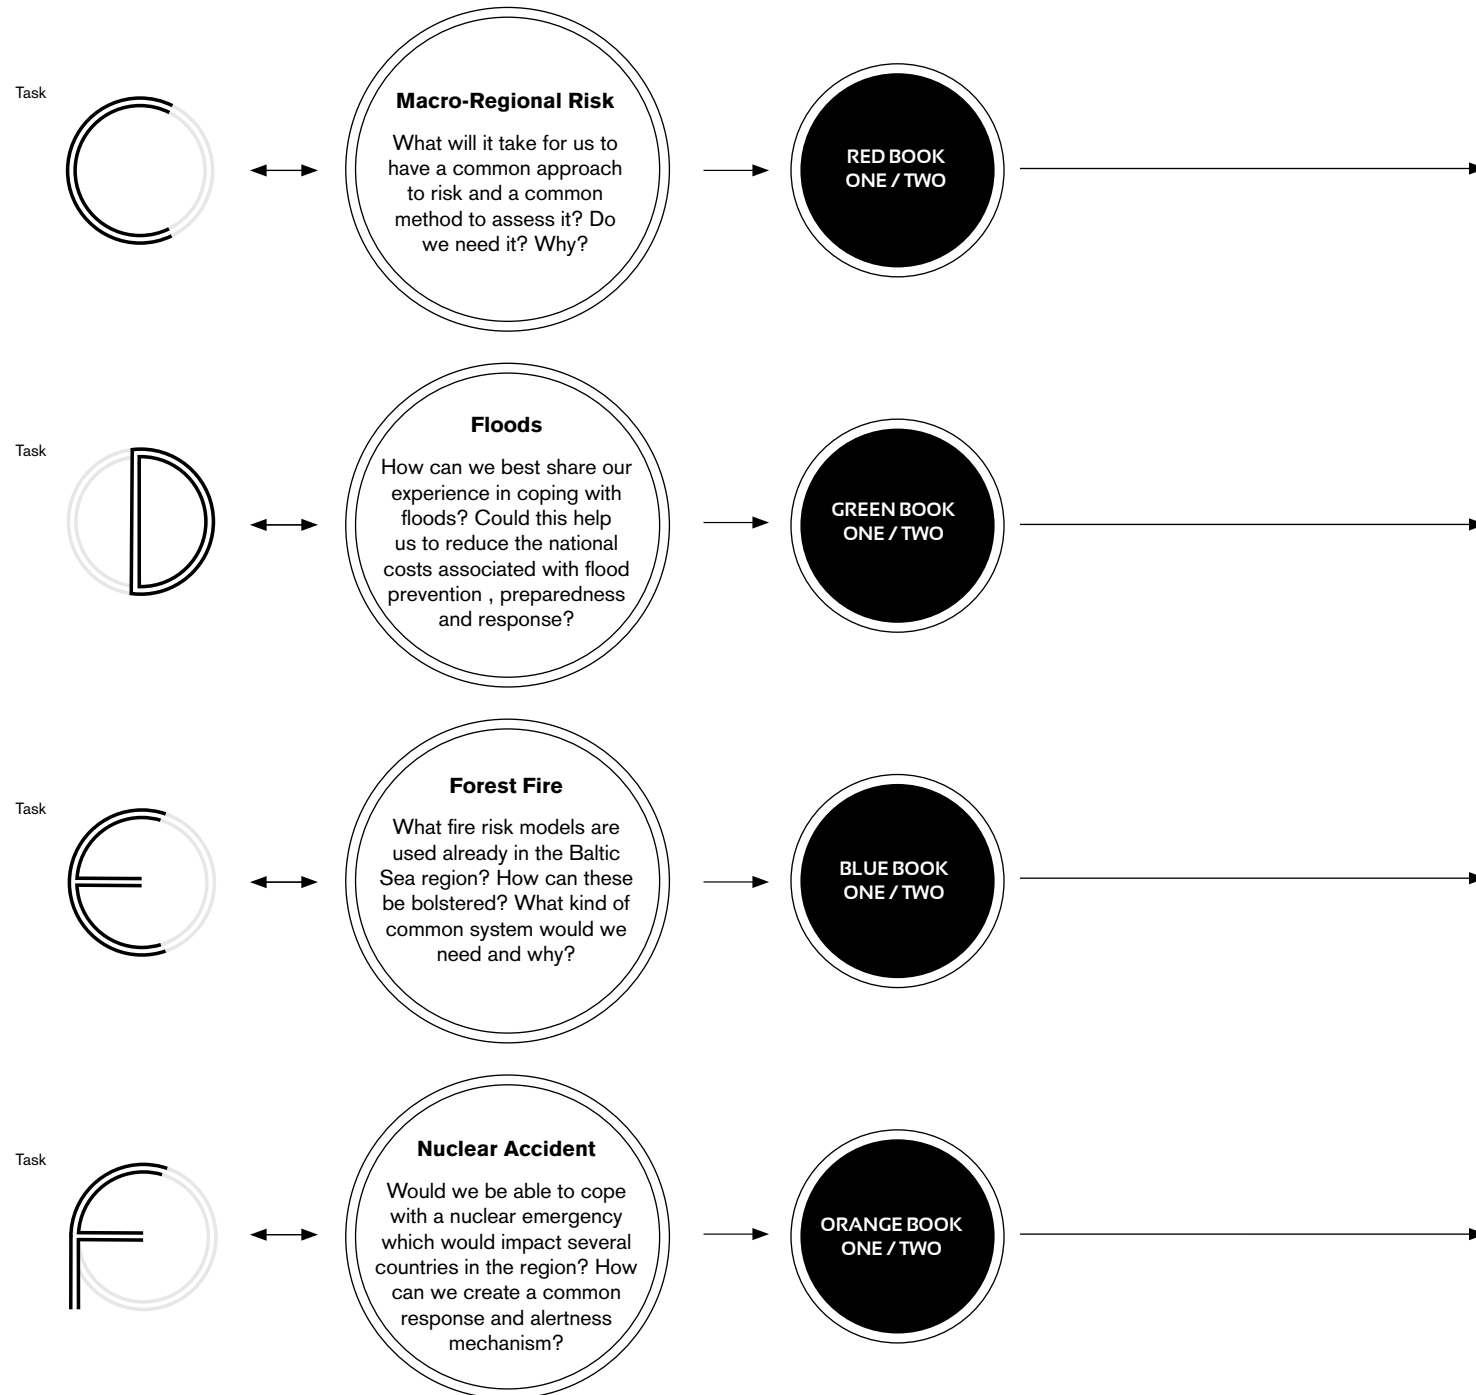 Task
C
Macro-Regional Risk
What will it take for us to
have a common approach
to risk and a common
method to assess it? Do
we need it? Why?
RED BOOK
ONE / TWO
Task
D
Floods
How can we best share our
experience in coping with
floods? Could this help
us to reduce the national
costs associated with flood
prevention , preparedness
and response?
GREEN BOOK
ONE / TWO
Task
e
Forest Fire
What fire risk models are
used already in the Baltic
Sea region? How can these
be bolstered? What kind of
common system would we
need and why?
BLUE BOOK
ONE / TWO
Task
F
Nuclear Accident
Would we be able to cope
with a nuclear emergency
which would impact several
countries in the region? How
can we create a common
response and alertness
mechanism?
ORANGE BOOK
ONE / TWO